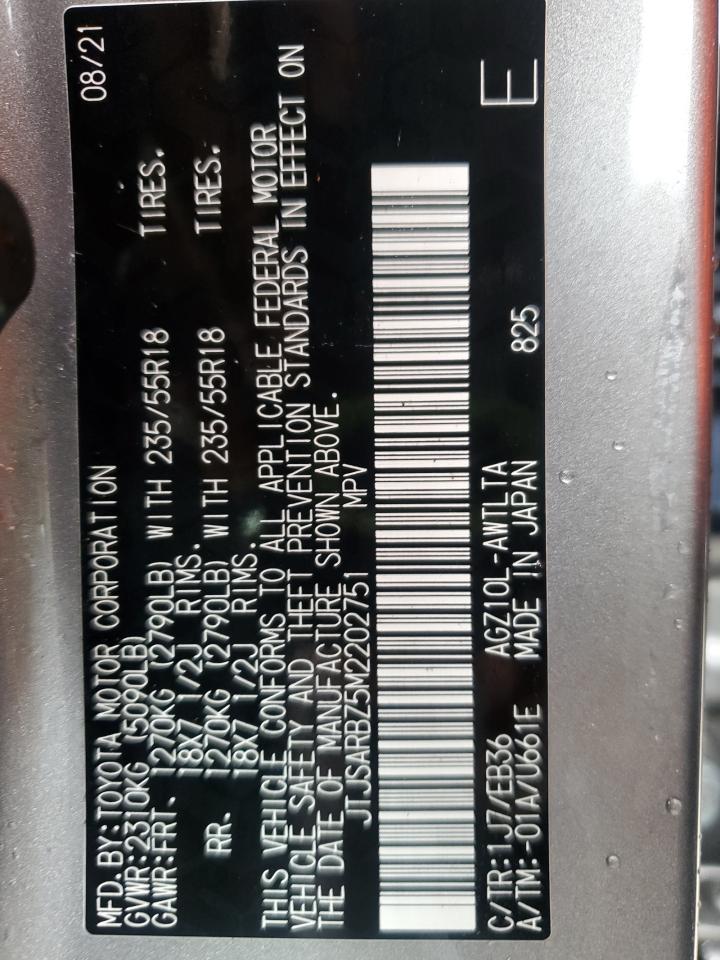 MFD.BY:TOYOTA MOTOR CORPORATION 08/21
GVWR:2310KG (5090LB)
GAWR:FRT. 1270KG (2790LB) WITH 235/55R18 TIRES.
18X7 1/2J RIMS.
RR. 1270KG (2790LB) WITH 235/55R18 TIRES.
18X7 1/2J RIMS.
THIS VEHICLE CONFORMS TO ALL APPLICABLE FEDERAL MOTOR
VEHICLE SAFETY AND THEFT PREVENTION STANDARDS IN EFFECT ON
THE DATE OF MANUFACTURE SHOWN ABOVE.
JTJSARBZ5M2202751 MPV
C/TR:1J7/EB36 AGZ10L-AWTLTA
A/TM:-01A/U661E MADE IN JAPAN 825 E